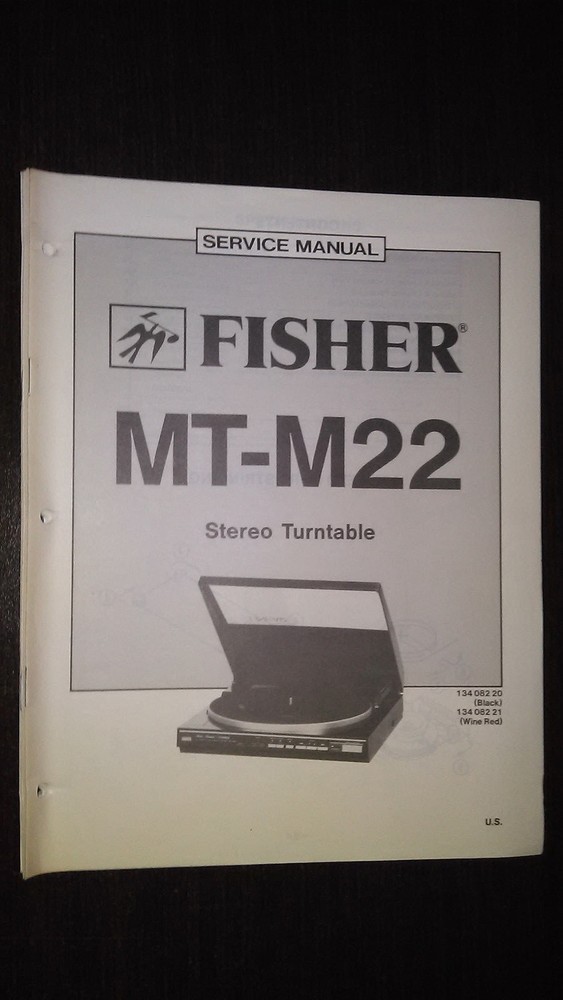 SERVICE MANUAL
FISHER®
MT-M22
Stereo Turntable
134 082 20
(Black)
134 082 21
(Wine Red)
U.S.